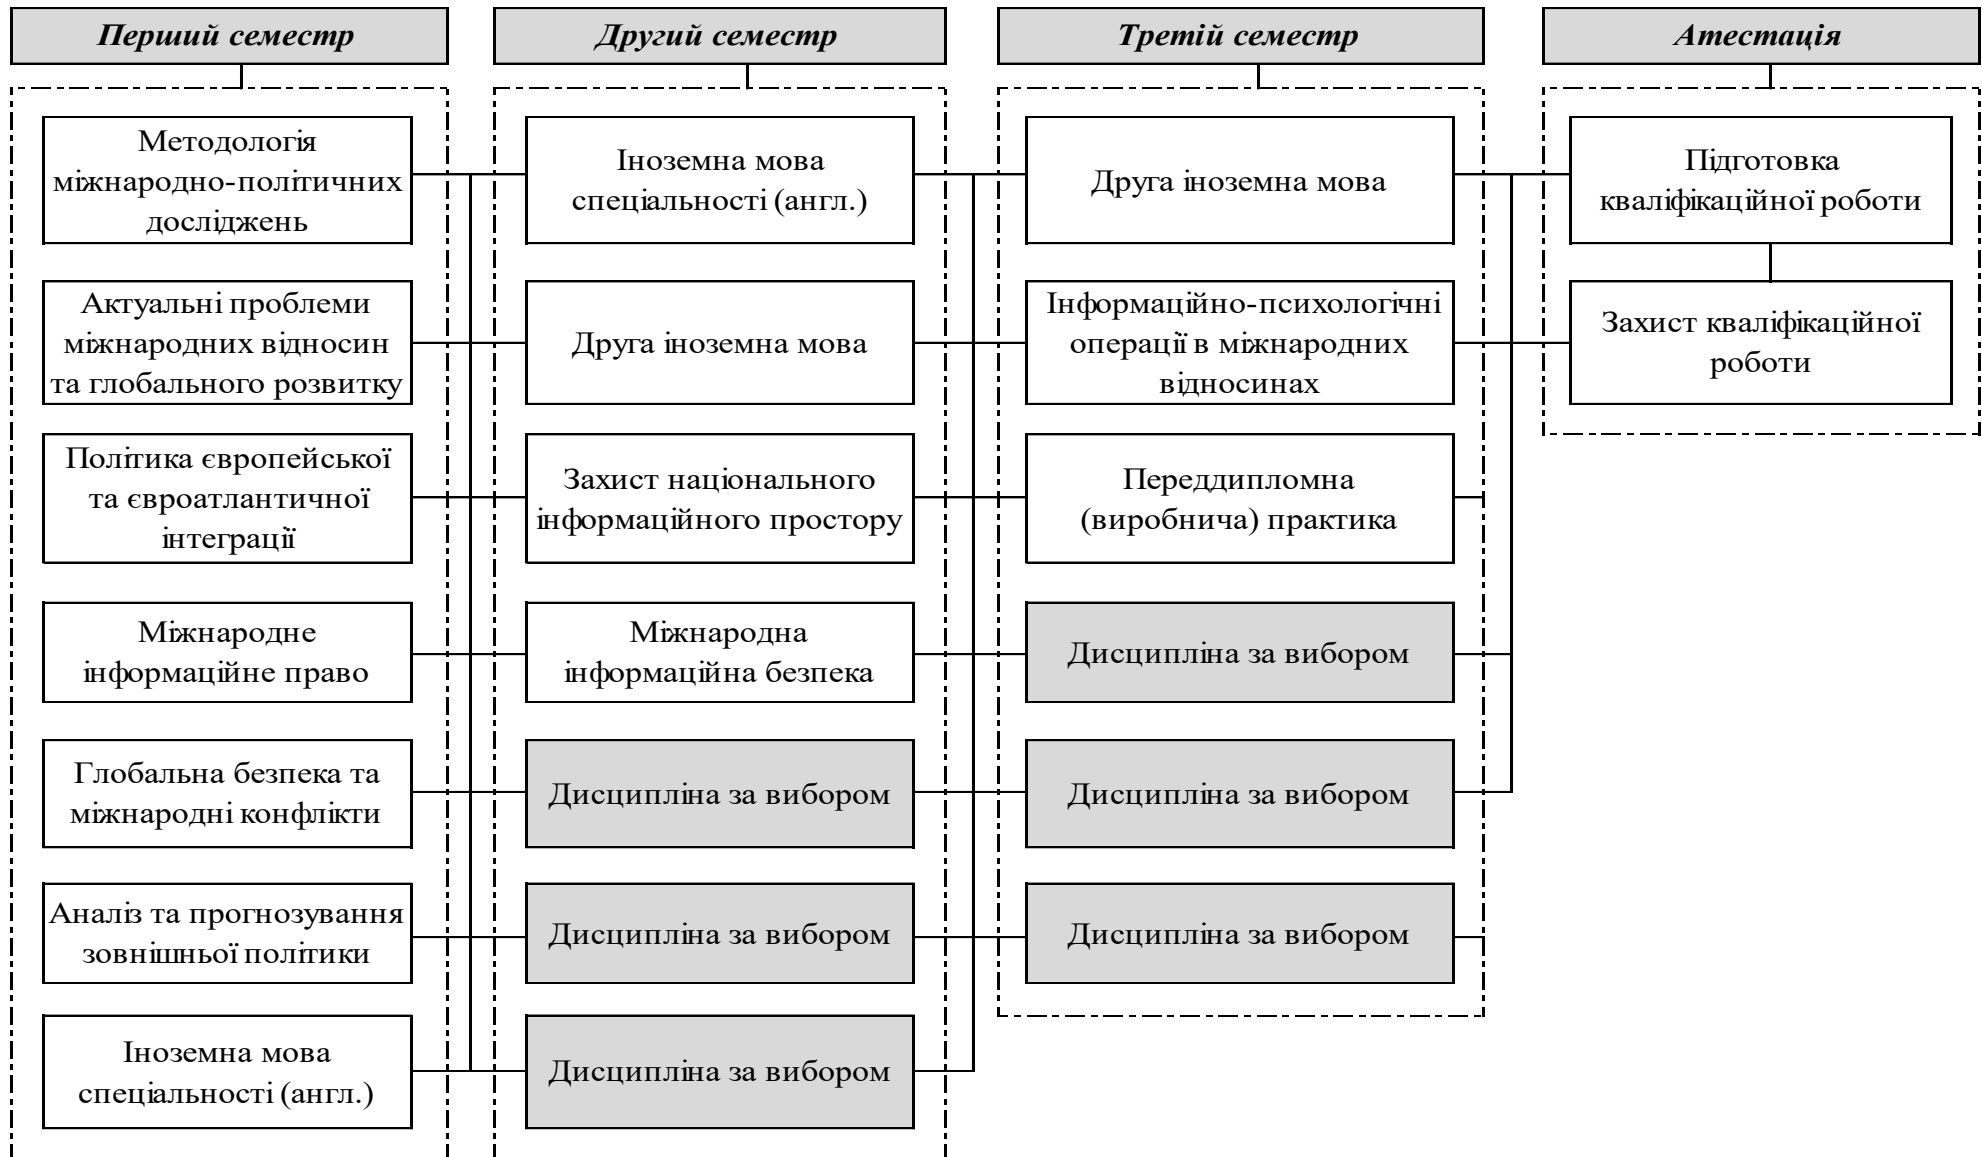 Перший семестр
Другий семестр
Третій семестр
Атестація
Методологія
міжнародно-політичних
досліджень
Актуальні проблеми
міжнародних відносин
та глобального розвитку
Політика європейської
та євроатлантичної
інтеграції
Міжнародне
інформаційне право
Глобальна безпека та
міжнародні конфлікти
Аналіз та прогнозування
зовнішньої політики
Іноземна мова
спеціальності (англ.)
Іноземна мова
спеціальності (англ.)
Друга іноземна мова
Захист національного
інформаційного простору
Міжнародна
інформаційна безпека
Дисципліна за вибором
Дисципліна за вибором
Дисципліна за вибором
Друга іноземна мова
Інформаційно-психологічні
операції в міжнародних
відносинах
Переддипломна
(виробнича) практика
Дисципліна за вибором
Дисципліна за вибором
Дисципліна за вибором
Підготовка
кваліфікаційної роботи
Захист кваліфікаційної
роботи